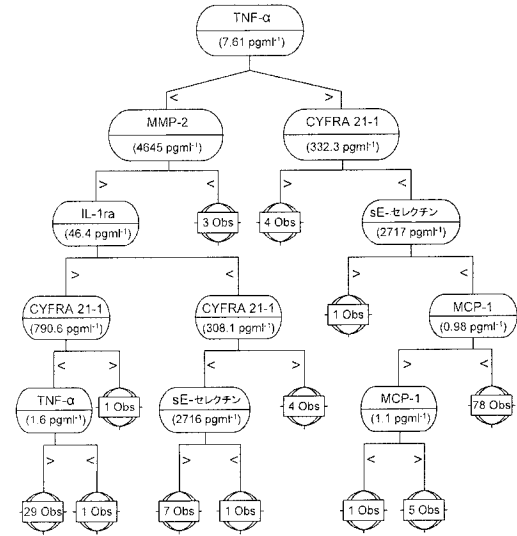 TNF-α
(7.61 pgml⁻¹)
< >
MMP-2
(4645 pgml⁻¹)
CYFRA 21-1
(332.3 pgml⁻¹)
> < > <
IL-1ra
(46.4 pgml⁻¹)
3 Obs
4 Obs
sE-セレクチン
(2717 pgml⁻¹)
> < > <
CYFRA 21-1
(790.6 pgml⁻¹)
CYFRA 21-1
(308.1 pgml⁻¹)
1 Obs
MCP-1
(0.98 pgml⁻¹)
< > < > > <
TNF-α
(1.6 pgml⁻¹)
1 Obs
sE-セレクチン
(2716 pgml⁻¹)
4 Obs
MCP-1
(1.1 pgml⁻¹)
78 Obs
> < > < < >
29 Obs
1 Obs
7 Obs
1 Obs
1 Obs
5 Obs